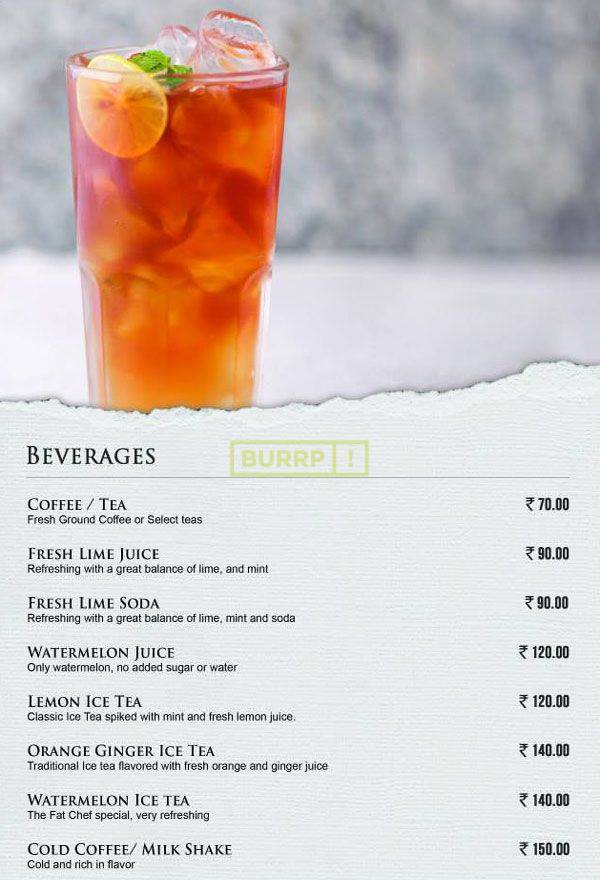 BEVERAGES
BURRP !
COFFEE / TEA ₹ 70.00
Fresh Ground Coffee or Select teas
FRESH LIME JUICE ₹ 90.00
Refreshing with a great balance of lime, and mint
FRESH LIME SODA ₹ 90.00
Refreshing with a great balance of lime, mint and soda
WATERMELON JUICE ₹ 120.00
Only watermelon, no added sugar or water
LEMON ICE TEA ₹ 120.00
Classic Ice Tea spiked with mint and fresh lemon juice.
ORANGE GINGER ICE TEA ₹ 140.00
Traditional Ice tea flavored with fresh orange and ginger juice
WATERMELON ICE TEA ₹ 140.00
The Fat Chef special, very refreshing
COLD COFFEE/ MILK SHAKE ₹ 150.00
Cold and rich in flavor